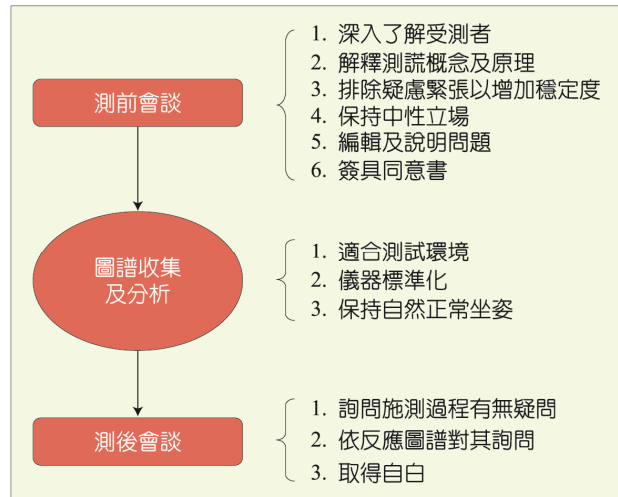 測前會談
1. 深入了解受測者
2. 解釋測謊概念及原理
3. 排除疑慮緊張以增加穩定度
4. 保持中性立場
5. 編輯及說明問題
6. 簽具同意書
圖譜收集
及分析
1. 適合測試環境
2. 儀器標準化
3. 保持自然正常坐姿
測後會談
1. 詢問施測過程有無疑問
2. 依反應圖譜對其詢問
3. 取得自白